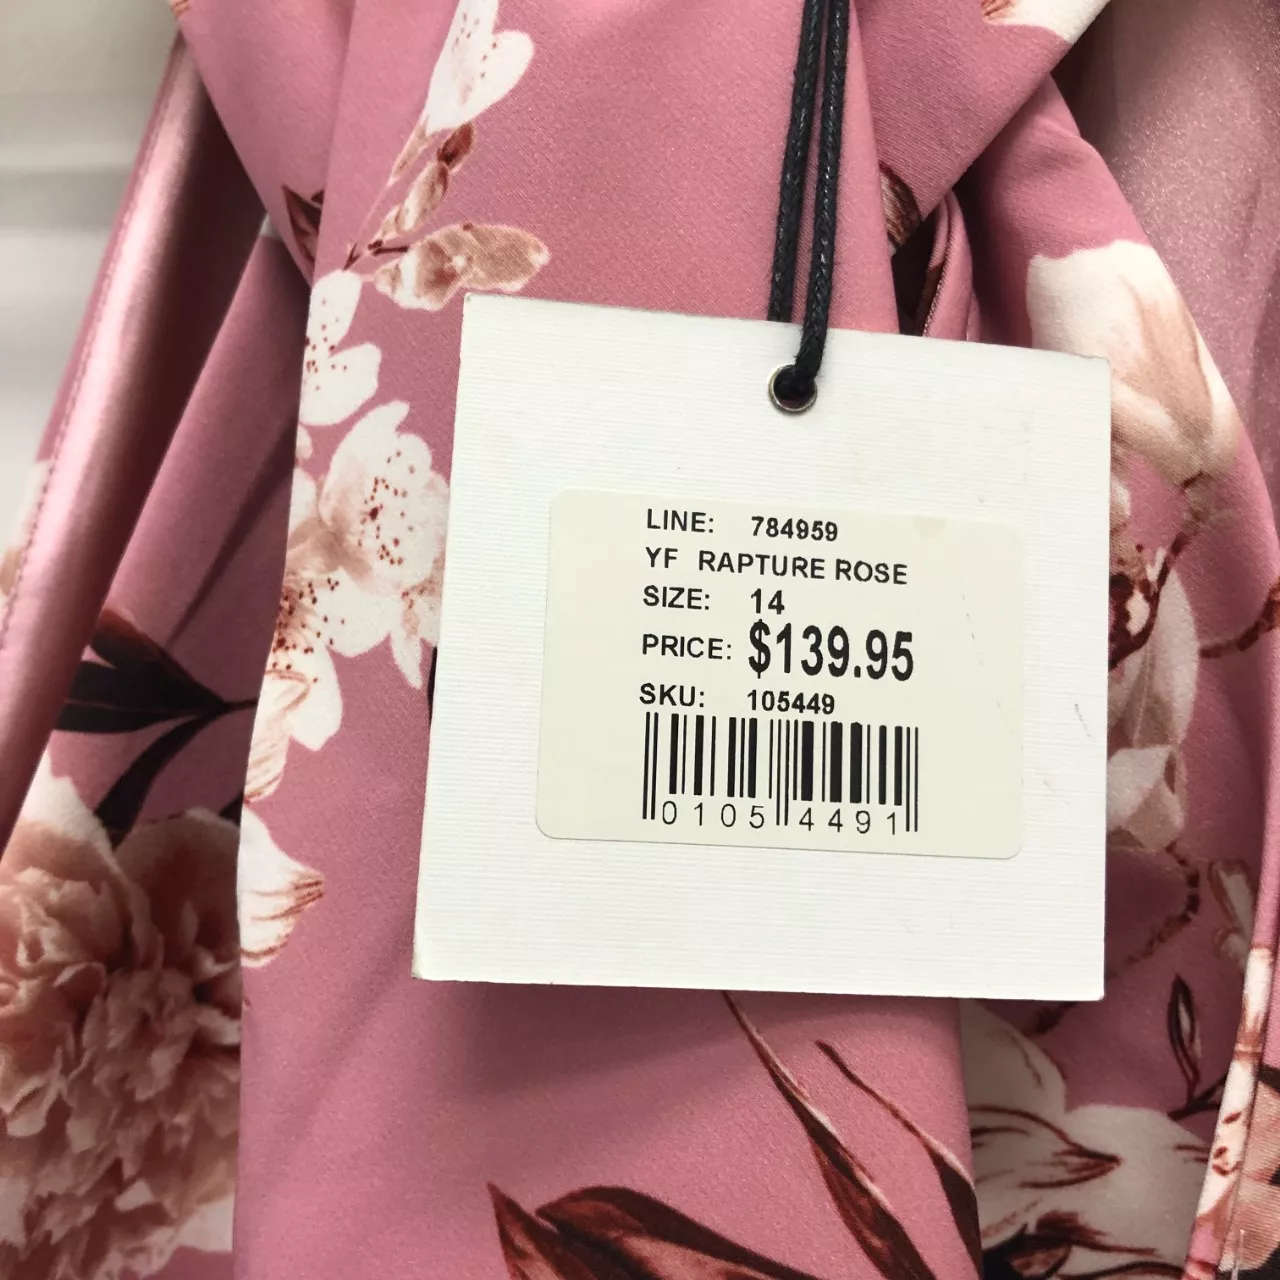 LINE: 784959
YF RAPTURE ROSE
SIZE: 14
PRICE: $139.95
SKU: 105449
0105 4491